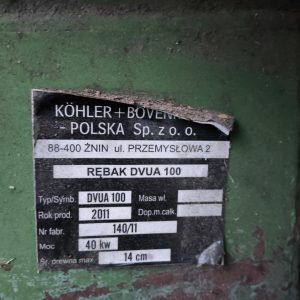 KÖHLER + BOVEN
- POLSKA Sp. z o. o.
88-400 ŻNIN ul. PRZEMYSŁOWA 2
RĘBAK DVUA 100
Typ/Symb. DVUA 100 Masa wł.
Rok prod. 2011 Dop.m.całk.
Nr fabr. 140/11
Moc 40 kw
Śr. drewna max. 14 cm